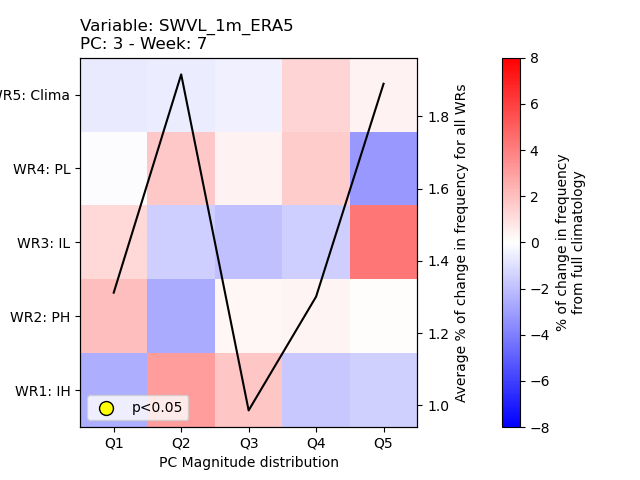 Variable: SWVL_1m_ERA5
PC: 3 - Week: 7
WR5: Clima
WR4: PL
WR3: IL
WR2: PH
WR1: IH
p<0.05
Q1 Q2 Q3 Q4 Q5
PC Magnitude distribution
1.8
1.6
1.4
1.2
1.0
Average % of change in frequency for all WRs
8
6
4
2
0
−2
−4
−6
−8
% of change in frequency
from full climatology